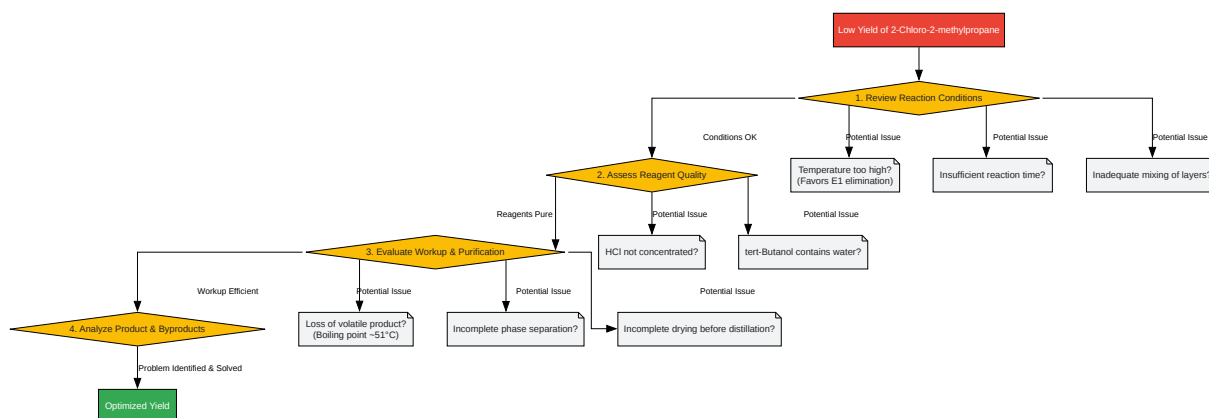 Low Yield of 2-Chloro-2-methylpropane
1. Review Reaction Conditions
Conditions OK
Potential Issue
Potential Issue
Potential Issue
2. Assess Reagent Quality
Temperature too high?
(Favors E1 elimination)
Insufficient reaction time?
Inadequate mixing of layers?
Reagents Pure
Potential Issue
Potential Issue
3. Evaluate Workup & Purification
HCl not concentrated?
tert-Butanol contains water?
Workup Efficient
Potential Issue
Potential Issue
Potential Issue
4. Analyze Product & Byproducts
Loss of volatile product?
(Boiling point ~51°C)
Incomplete phase separation?
Incomplete drying before distillation?
Problem Identified & Solved
Optimized Yield